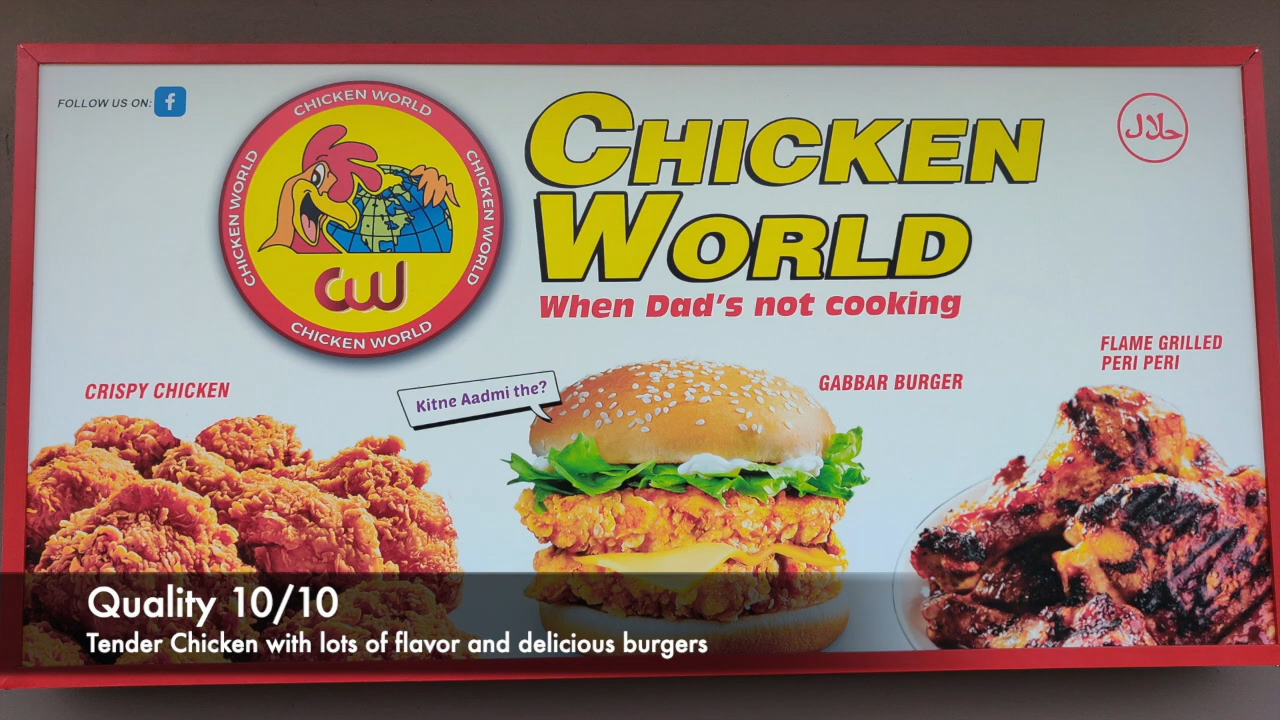 FOLLOW US ON: f
CHICKEN WORLD
CHICKEN WORLD
CHICKEN WORLD
CHICKEN WORLD
CW
CHICKEN
WORLD
When Dad's not cooking
حلال
CRISPY CHICKEN
Kitne Aadmi the?
GABBAR BURGER
FLAME GRILLED
PERI PERI
Quality 10/10
Tender Chicken with lots of flavor and delicious burgers